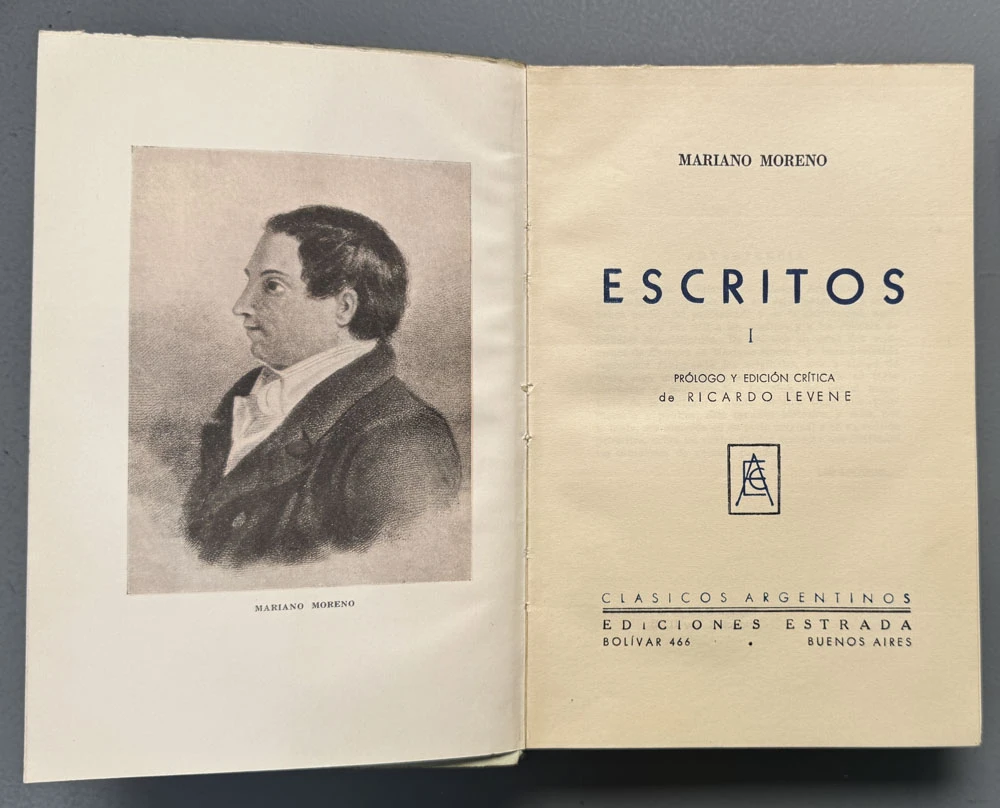 MARIANO MORENO
MARIANO MORENO
ESCRITOS
I
PRÓLOGO Y EDICIÓN CRÍTICA
de RICARDO LEVENE
CLASICOS ARGENTINOS
EDICIONES ESTRADA
BOLÍVAR 466 • BUENOS AIRES